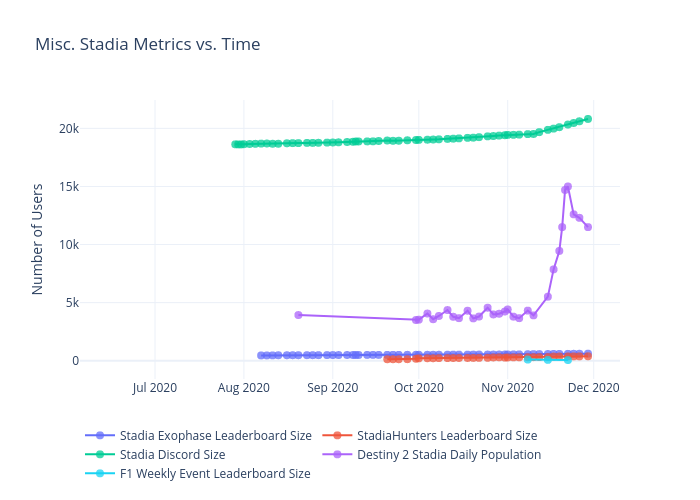 Misc. Stadia Metrics vs. Time
Number of Users
20k
15k
10k
5k
0
Jul 2020
Aug 2020
Sep 2020
Oct 2020
Nov 2020
Dec 2020
Stadia Exophase Leaderboard Size
StadiaHunters Leaderboard Size
Stadia Discord Size
Destiny 2 Stadia Daily Population
F1 Weekly Event Leaderboard Size